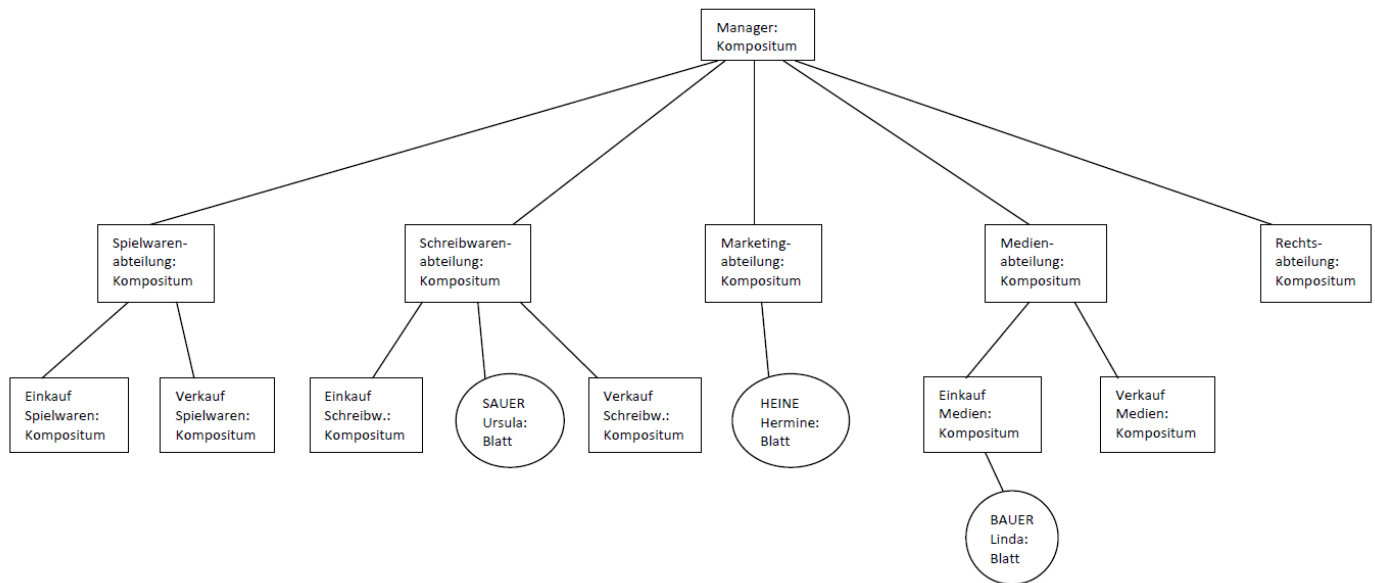 Manager:
Kompositum
Spielwaren-
abteilung:
Kompositum
Schreibwaren-
abteilung:
Kompositum
Marketing-
abteilung:
Kompositum
Medien-
abteilung:
Kompositum
Rechts-
abteilung:
Kompositum
Einkauf
Spielwaren:
Kompositum
Verkauf
Spielwaren:
Kompositum
Einkauf
Schreibw.:
Kompositum
SAUER
Ursula:
Blatt
Verkauf
Schreibw.:
Kompositum
HEINE
Hermine:
Blatt
Einkauf
Medien:
Kompositum
Verkauf
Medien:
Kompositum
BAUER
Linda:
Blatt